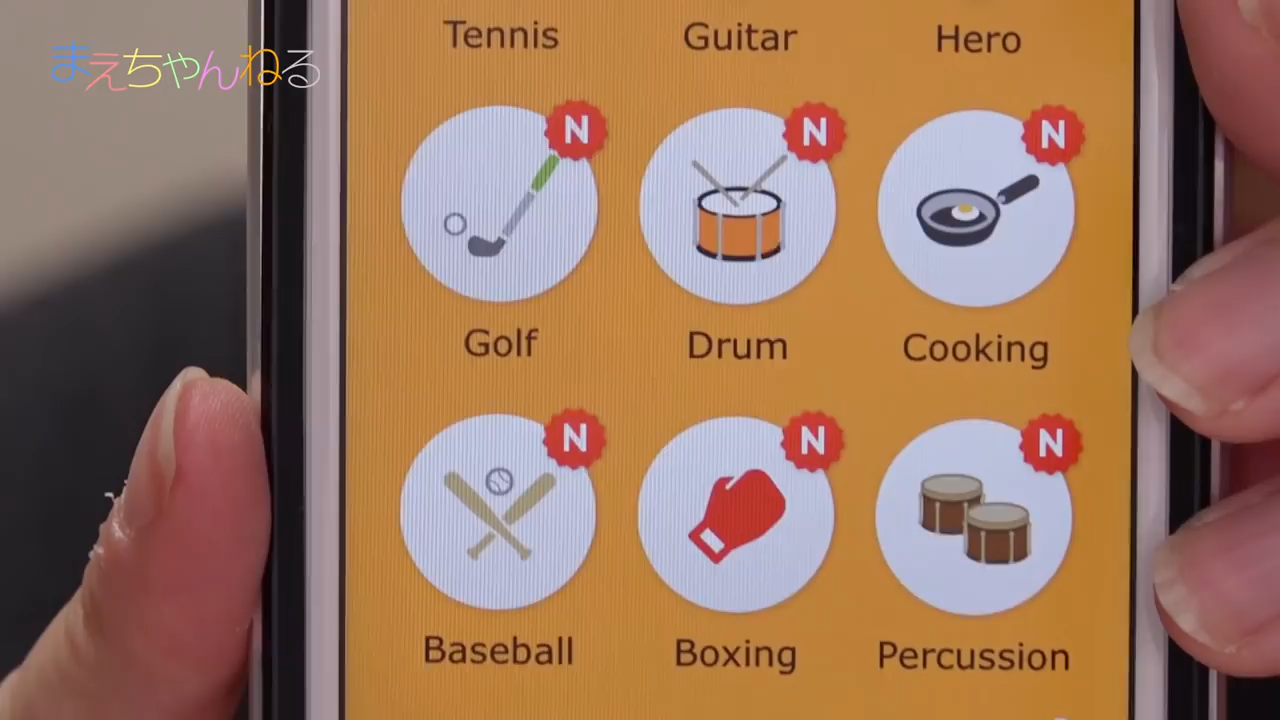 まえちゃんねる
Tennis Guitar Hero
N N N
Golf Drum Cooking
N N N
Baseball Boxing Percussion